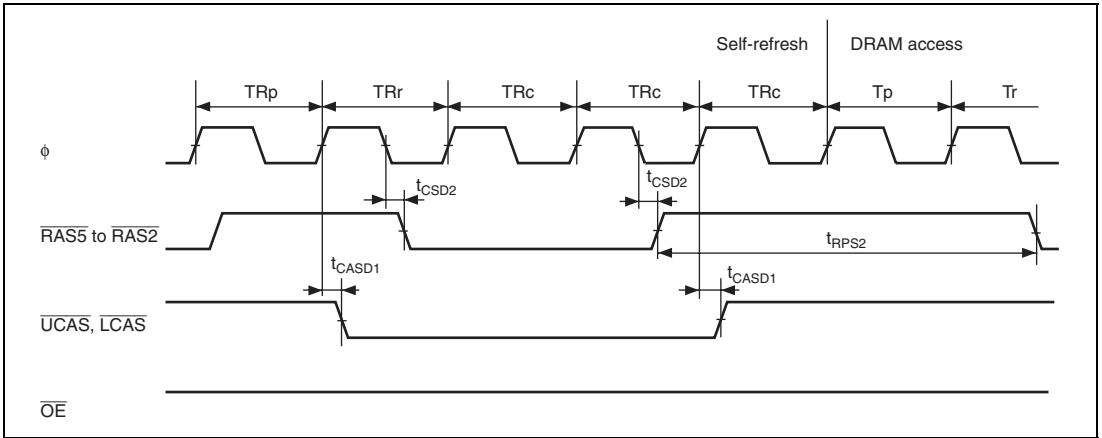 Self-refresh DRAM access
TRp TRr TRc TRc TRc Tp Tr
ϕ
tCSD2 tCSD2
RAS5 to RAS2
tRPS2
tCASD1 tCASD1
UCAS, LCAS
OE